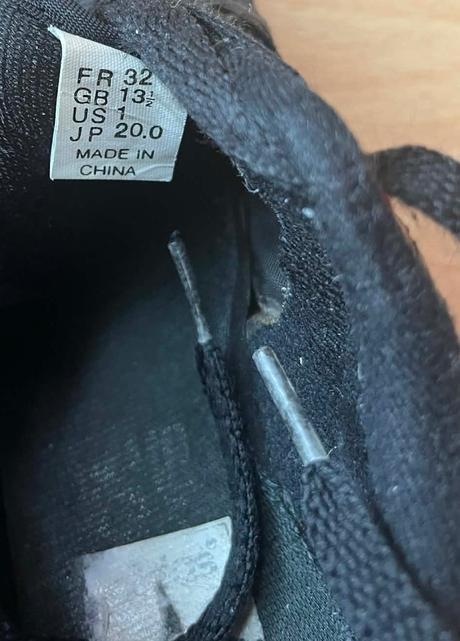 FR 32
GB 13½
US 1
JP 20.0
MADE IN
CHINA